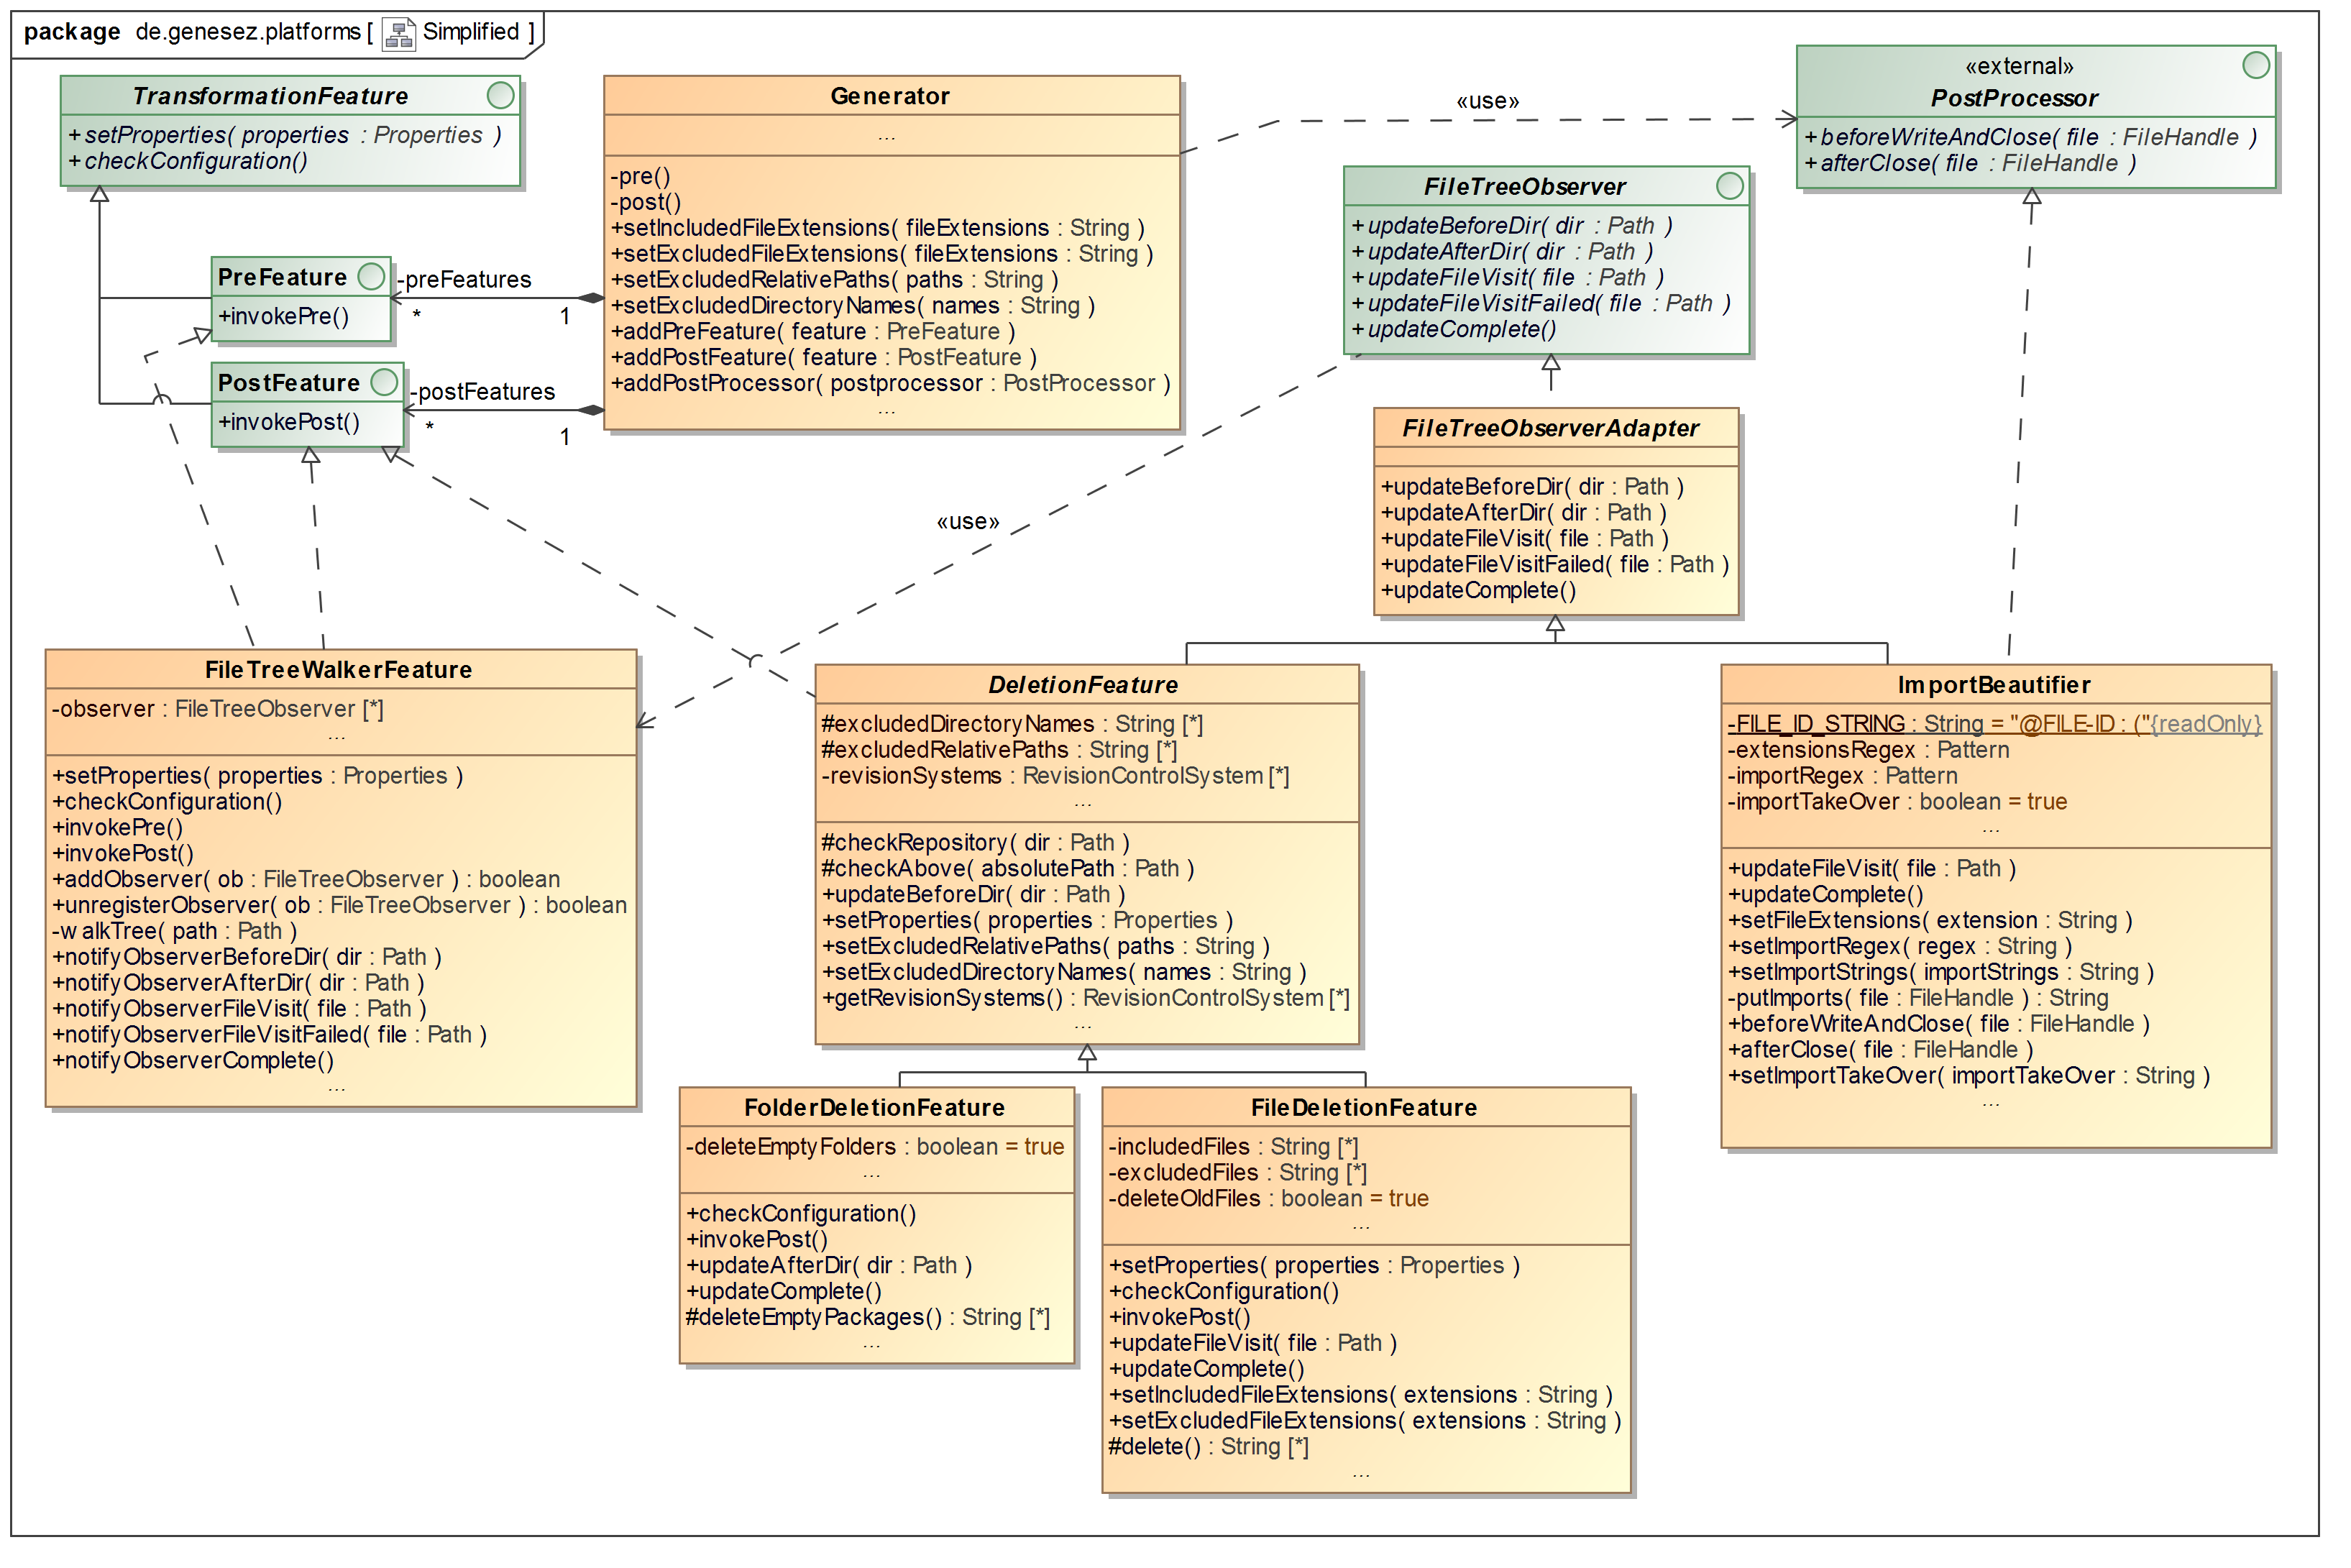 package de.genesez.platforms [ Simplified ]
TransformationFeature
+ setProperties( properties : Properties )
+ checkConfiguration()
PreFeature
+invokePre()
PostFeature
+invokePost()
-preFeatures
*
1
-postFeatures
*
1
Generator
...
-pre()
-post()
+setIncludedFileExtensions( fileExtensions : String )
+setExcludedFileExtensions( fileExtensions : String )
+setExcludedRelativePaths( paths : String )
+setExcludedDirectoryNames( names : String )
+addPreFeature( feature : PreFeature )
+addPostFeature( feature : PostFeature )
+addPostProcessor( postprocessor : PostProcessor )
...
«use»
«external»
PostProcessor
+ beforeWriteAndClose( file : FileHandle )
+ afterClose( file : FileHandle )
FileTreeObserver
+ updateBeforeDir( dir : Path )
+ updateAfterDir( dir : Path )
+ updateFileVisit( file : Path )
+ updateFileVisitFailed( file : Path )
+ updateComplete()
«use»
FileTreeObserverAdapter
+updateBeforeDir( dir : Path )
+updateAfterDir( dir : Path )
+updateFileVisit( file : Path )
+updateFileVisitFailed( file : Path )
+updateComplete()
FileTreeWalkerFeature
-observer : FileTreeObserver [*]
...
+setProperties( properties : Properties )
+checkConfiguration()
+invokePre()
+invokePost()
+addObserver( ob : FileTreeObserver ) : boolean
+unregisterObserver( ob : FileTreeObserver ) : boolean
-walkTree( path : Path )
+notifyObserverBeforeDir( dir : Path )
+notifyObserverAfterDir( dir : Path )
+notifyObserverFileVisit( file : Path )
+notifyObserverFileVisitFailed( file : Path )
+notifyObserverComplete()
...
DeletionFeature
#excludedDirectoryNames : String [*]
#excludedRelativePaths : String [*]
-revisionSystems : RevisionControlSystem [*]
...
#checkRepository( dir : Path )
#checkAbove( absolutePath : Path )
+updateBeforeDir( dir : Path )
+setProperties( properties : Properties )
+setExcludedRelativePaths( paths : String )
+setExcludedDirectoryNames( names : String )
+getRevisionSystems() : RevisionControlSystem [*]
...
ImportBeautifier
-FILE_ID_STRING : String = "@FILE-ID : ("{readOnly}
-extensionsRegex : Pattern
-importRegex : Pattern
-importTakeOver : boolean = true
...
+updateFileVisit( file : Path )
+updateComplete()
+setFileExtensions( extension : String )
+setImportRegex( regex : String )
+setImportStrings( importStrings : String )
-putImports( file : FileHandle ) : String
+beforeWriteAndClose( file : FileHandle )
+afterClose( file : FileHandle )
+setImportTakeOver( importTakeOver : String )
...
FolderDeletionFeature
-deleteEmptyFolders : boolean = true
...
+checkConfiguration()
+invokePost()
+updateAfterDir( dir : Path )
+updateComplete()
#deleteEmptyPackages() : String [*]
...
FileDeletionFeature
-includedFiles : String [*]
-excludedFiles : String [*]
-deleteOldFiles : boolean = true
...
+setProperties( properties : Properties )
+checkConfiguration()
+invokePost()
+updateFileVisit( file : Path )
+updateComplete()
+setIncludedFileExtensions( extensions : String )
+setExcludedFileExtensions( extensions : String )
#delete() : String [*]
...